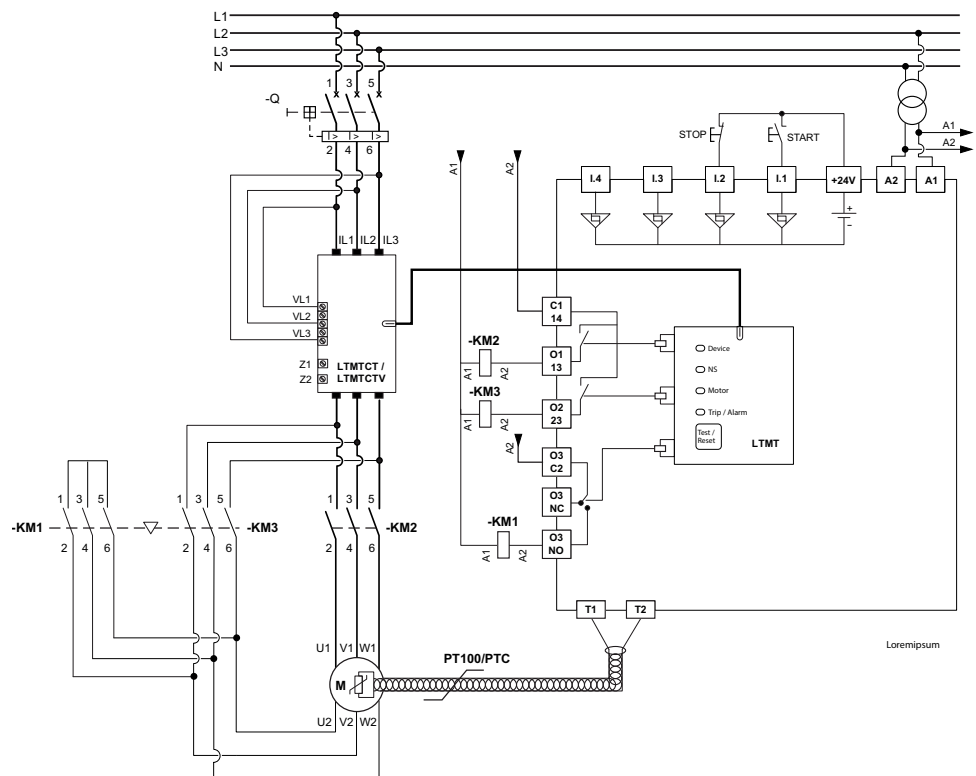 L1
L2
L3
N
1 3 5
-Q
I> I> I>
2 4 6
A1
A2
STOP
START
A1
A2
I.4 I.3 I.2 I.1 +24V A2 A1
+
−
IL1 IL2 IL3
VL1
VL2
VL3
Z1
Z2
LTMTCT /
LTMTCTV
C1
14
-KM2
A1 A2
O1
13
-KM3
A1 A2
O2
23
A2
O3
C2
O3
NC
-KM1
A1 A2
O3
NO
Device
NS
Motor
Trip / Alarm
Test /
Reset
LTMT
1 3 5
1 3 5
1 3 5
-KM1
-KM3
-KM2
2 4 6
2 4 6
2 4 6
T1 T2
Loremipsum
U1 V1 W1
PT100/PTC
M
U2 V2 W2